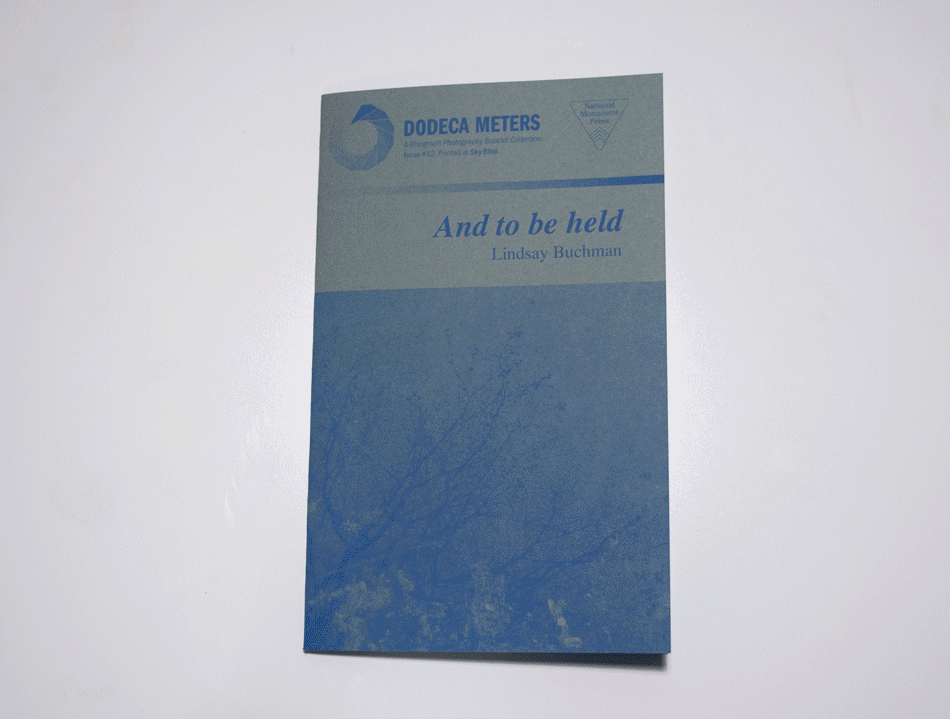 DODECA METERS
A Risograph Photography Booklet Collection
Issue #12, Printed in Sky Blue
National
Monument
Press
And to be held
Lindsay Buchman